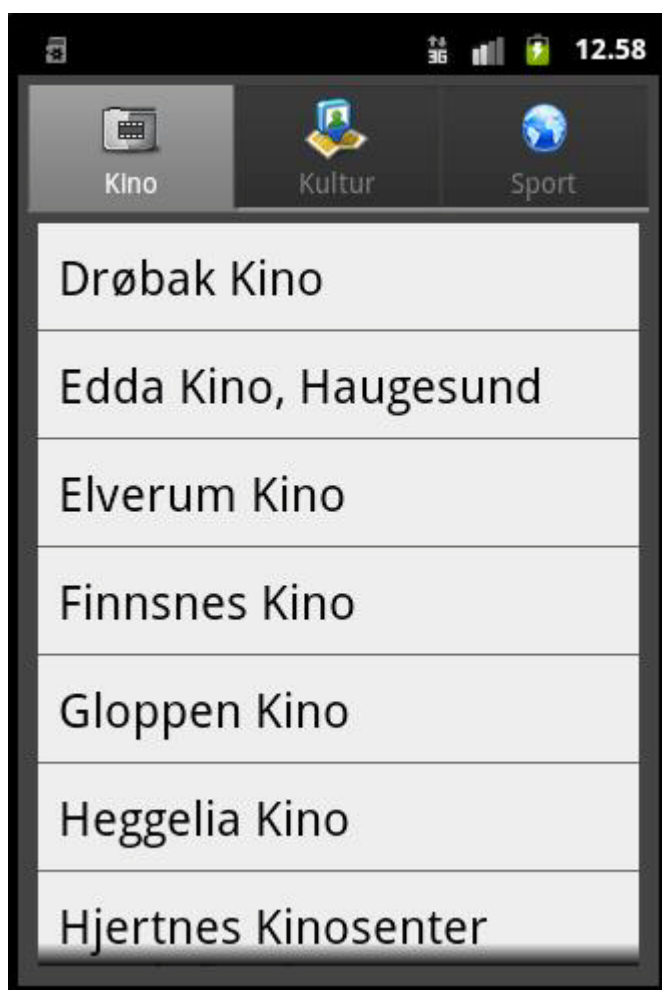 3G 12.58
Kino Kultur Sport
Drøbak Kino
Edda Kino, Haugesund
Elverum Kino
Finnsnes Kino
Gloppen Kino
Heggelia Kino
Hjertnes Kinosenter